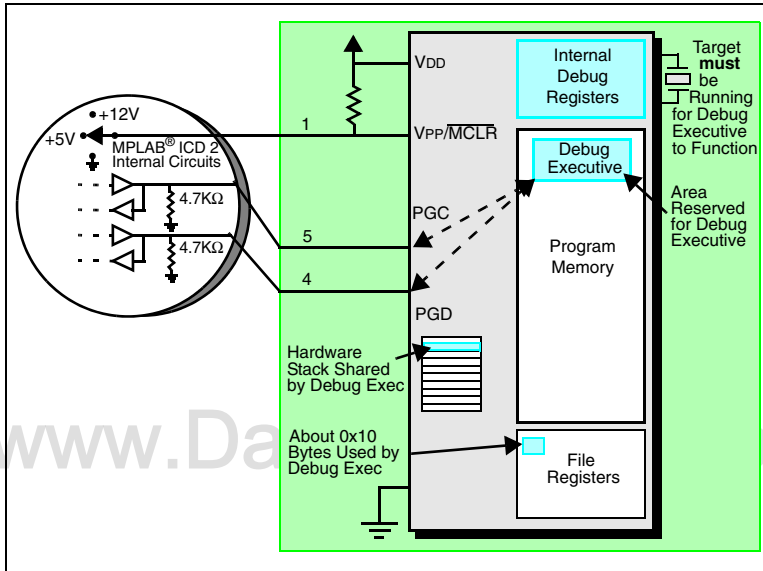 +12V
+5V
MPLAB® ICD 2
Internal Circuits
4.7KΩ
4.7KΩ
1
5
4
VDD
VPP/MCLR
PGC
PGD
Internal
Debug
Registers
Target
must
be
Running
for Debug
Executive
to Function
Debug
Executive
Area
Reserved
for Debug
Executive
Program
Memory
Hardware
Stack Shared
by Debug Exec
About 0x10
Bytes Used by
Debug Exec
File
Registers
www.Da